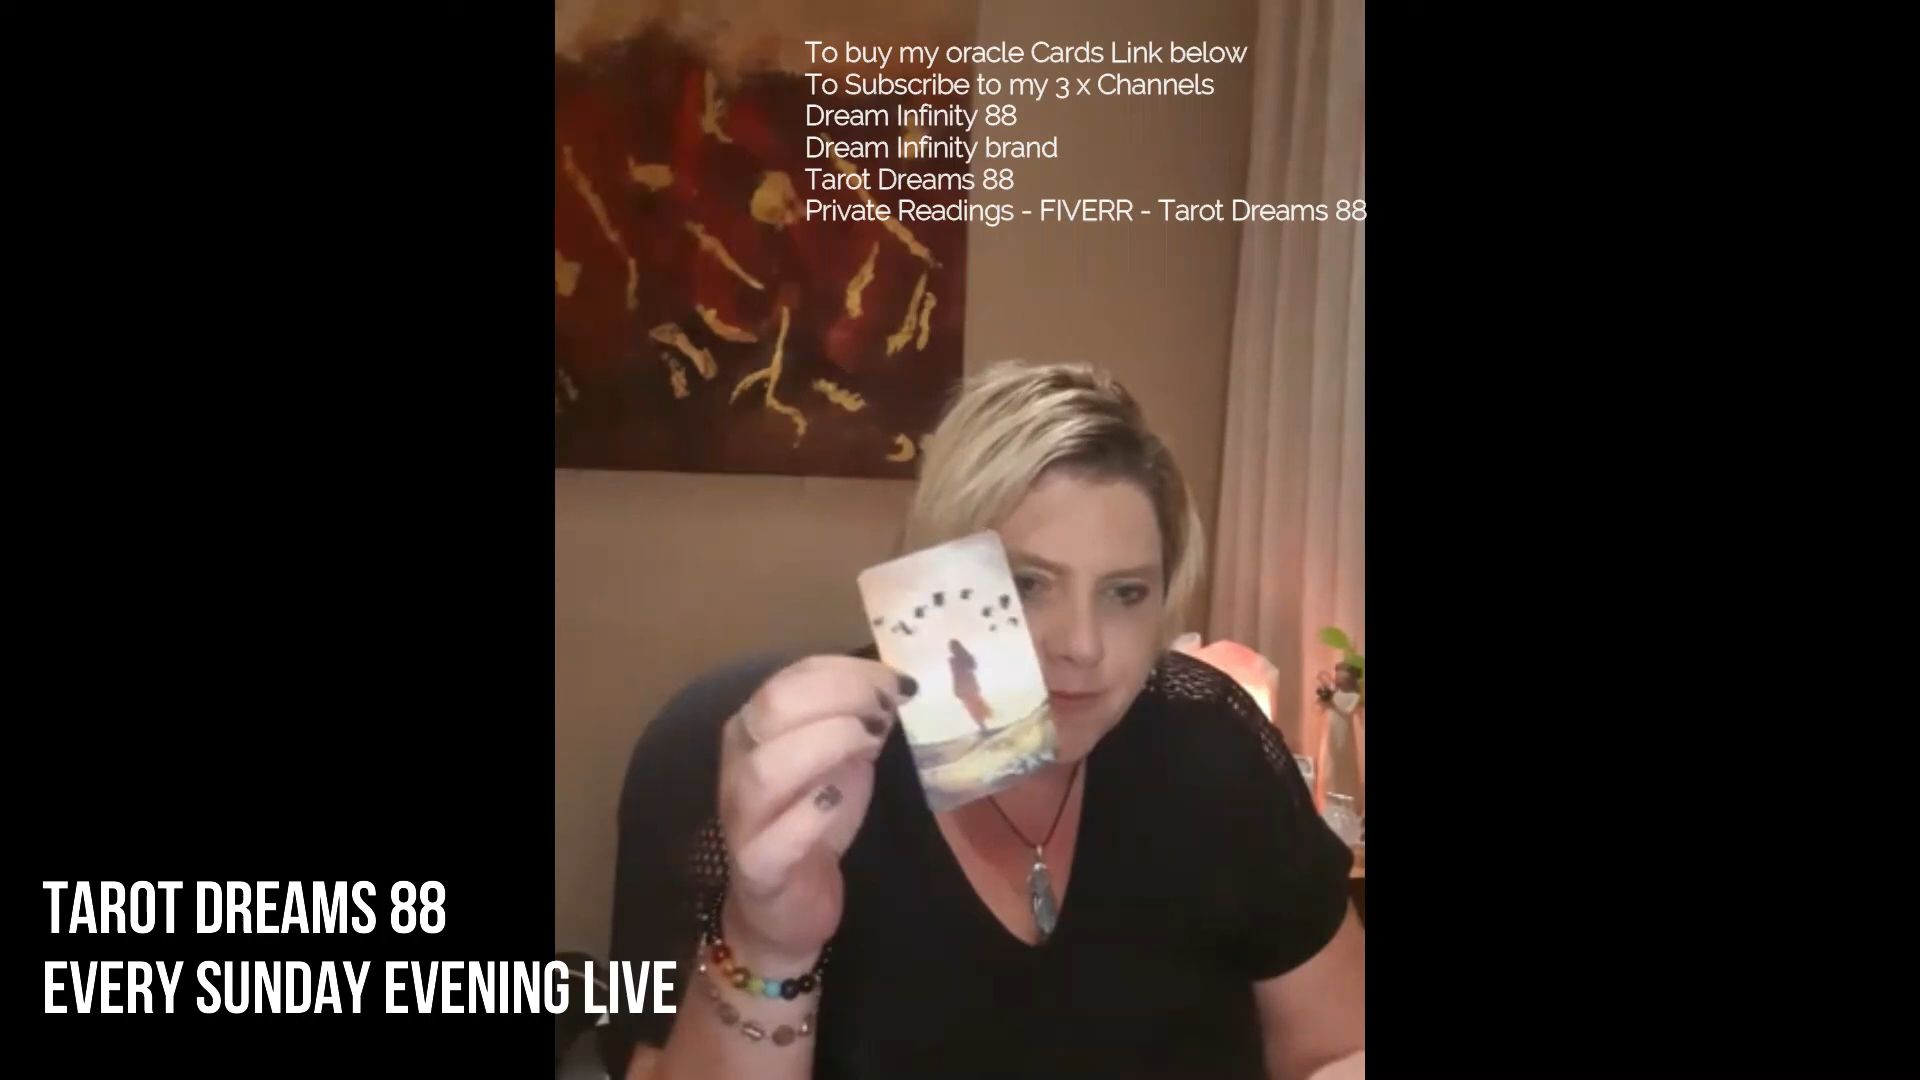 To buy my oracle Cards Link below
To Subscribe to my 3 x Channels
Dream Infinity 88
Dream Infinity brand
Tarot Dreams 88
Private Readings - FIVERR - Tarot Dreams 88
TAROT DREAMS 88
EVERY SUNDAY EVENING LIVE